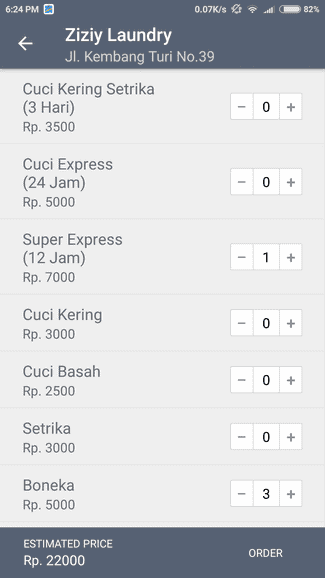 6:24 PM 0.07K/s 82%
Ziziy Laundry
Jl. Kembang Turi No.39
Cuci Kering Setrika
(3 Hari)
Rp. 3500
− 0 +
Cuci Express
(24 Jam)
Rp. 5000
− 0 +
Super Express
(12 Jam)
Rp. 7000
− 1 +
Cuci Kering
Rp. 3000
− 0 +
Cuci Basah
Rp. 2500
− 0 +
Setrika
Rp. 3000
− 0 +
Boneka
Rp. 5000
− 3 +
ESTIMATED PRICE
Rp. 22000
ORDER